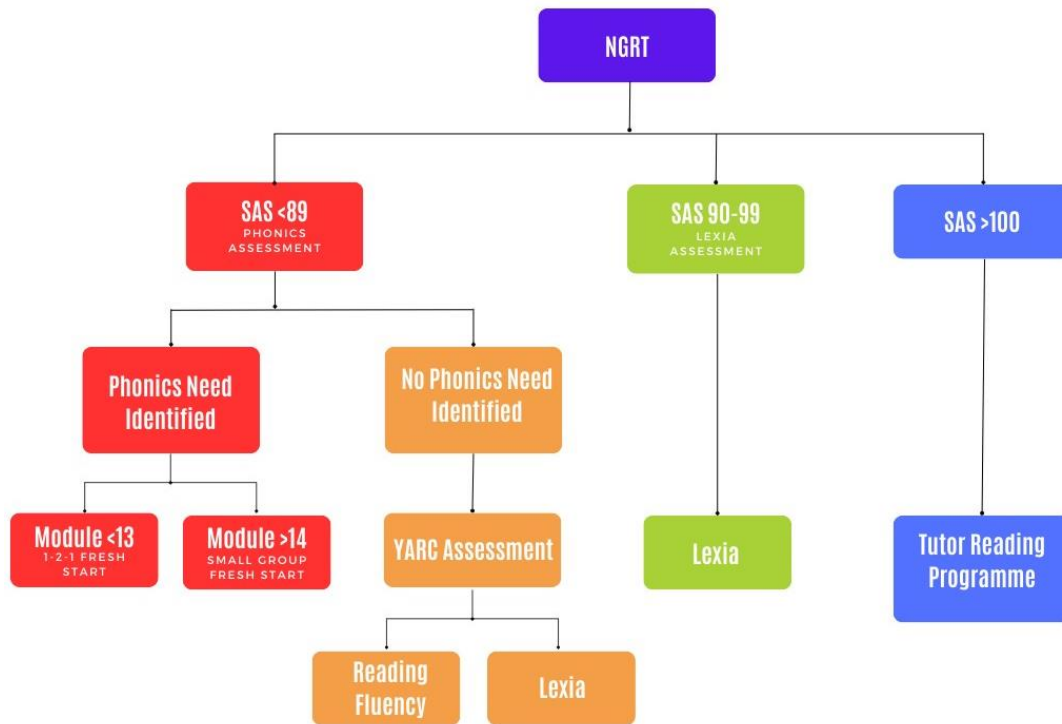 NGRT
SAS <89
PHONICS
ASSESSMENT
SAS 90-99
LEXIA
ASSESSMENT
SAS >100
Phonics Need
Identified
No Phonics Need
Identified
Module <13
1-2-1 FRESH
START
Module >14
SMALL GROUP
FRESH START
YARC Assessment
Lexia
Tutor Reading
Programme
Reading
Fluency
Lexia